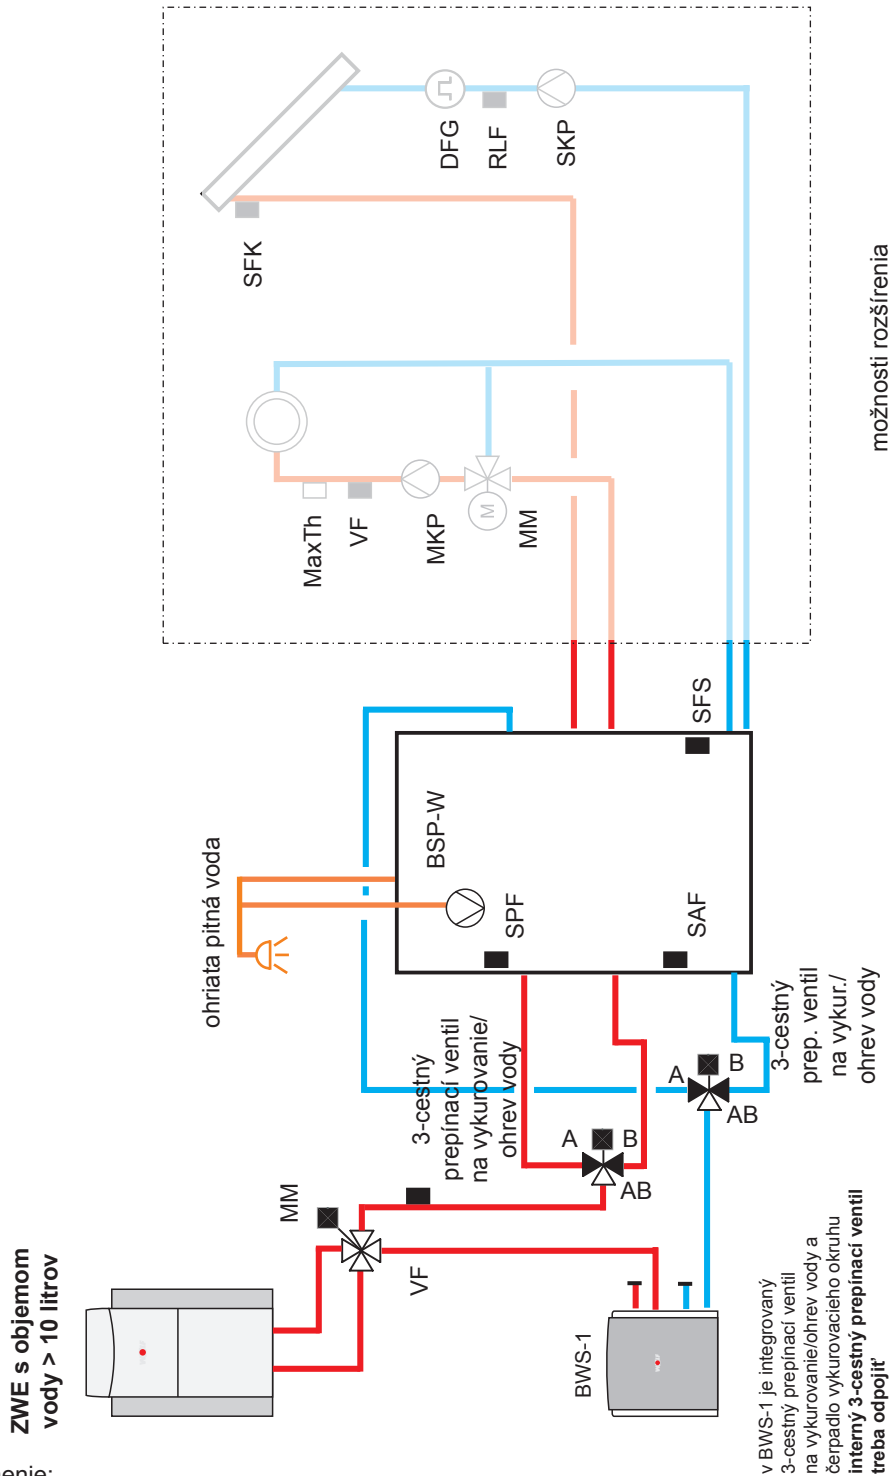 ZWE s objemom
vody > 10 litrov
MM
VF
BWS-1
v BWS-1 je integrovaný
3-cestný prepínací ventil
na vykurovanie/ohrev vody a
čerpadlo vykurovacieho okruhu
interný 3-cestný prepínací ventil
treba odpojiť
3-cestný
prepínací ventil
na vykurovanie/
ohrev vody
A
B
AB
A
B
AB
3-cestný
prep. ventil
na vykur./
ohrev vody
ohriata pitná voda
BSP-W
SPF
SAF
SFS
MaxTh
VF
MKP
M
MM
SFK
DFG
RLF
SKP
možnosti rozšírenia